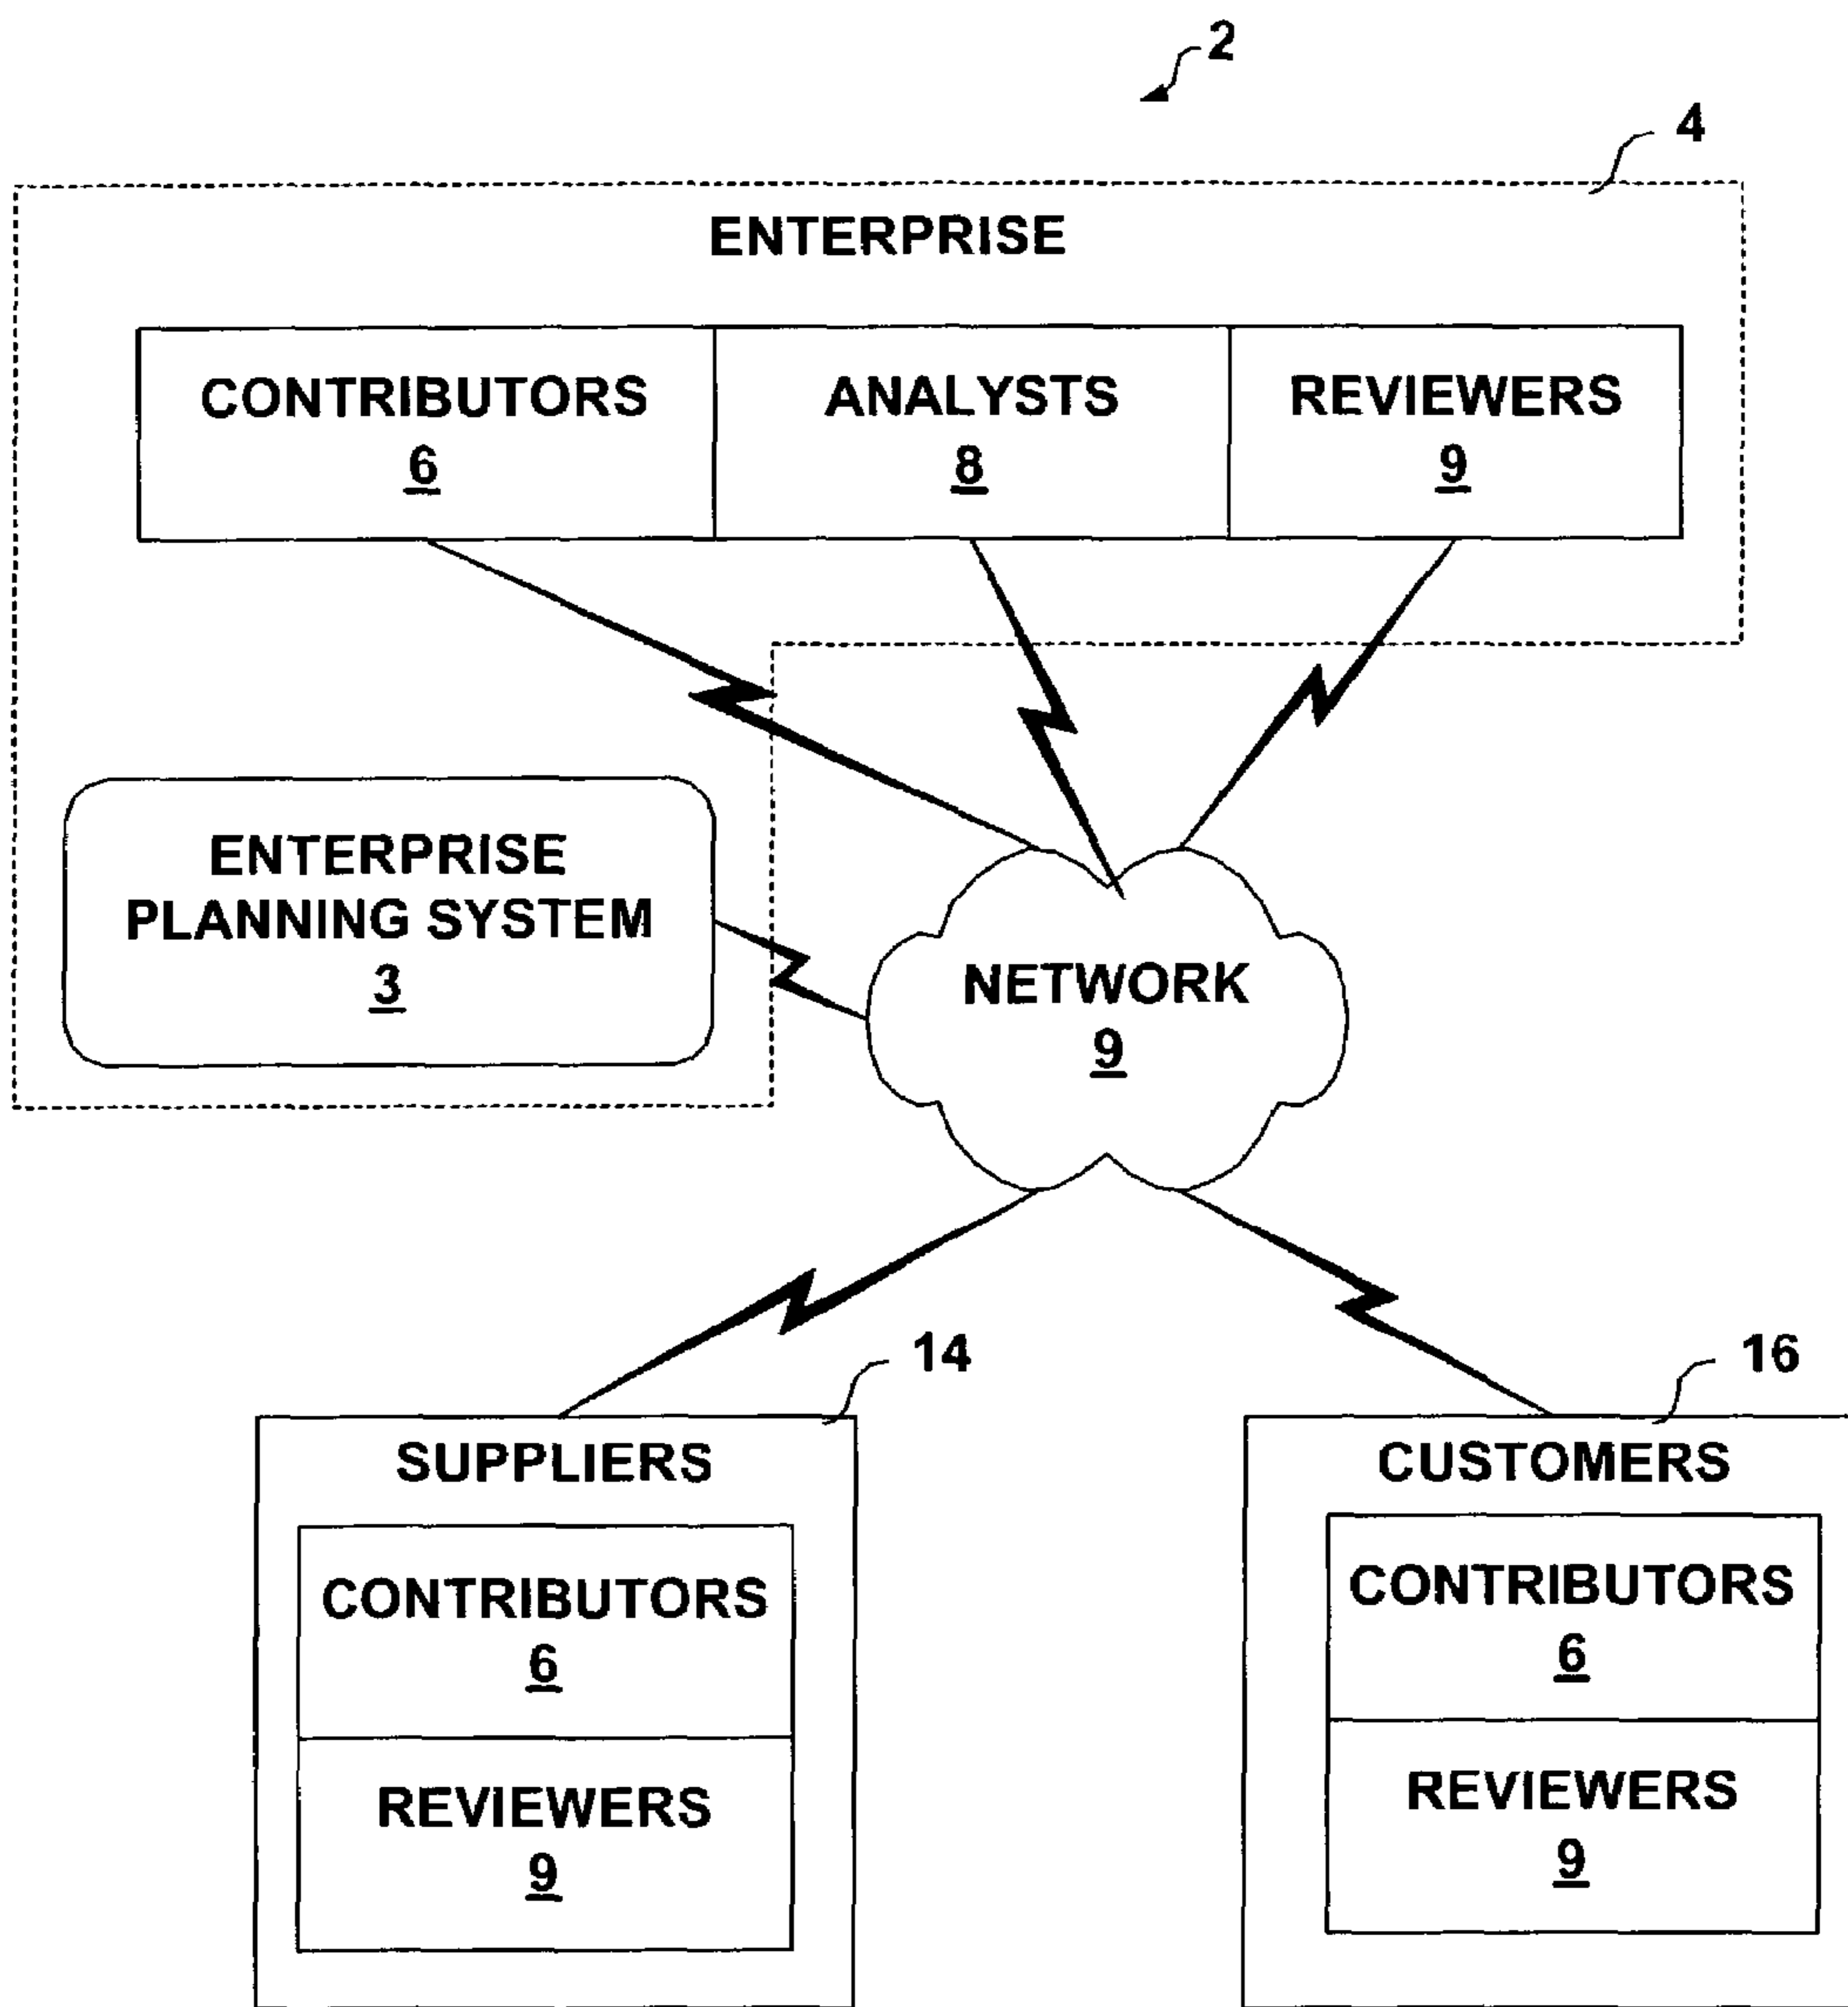 2
4
ENTERPRISE
CONTRIBUTORS
6
ANALYSTS
8
REVIEWERS
9
ENTERPRISE
PLANNING SYSTEM
3
NETWORK
9
14
SUPPLIERS
CONTRIBUTORS
6
REVIEWERS
9
16
CUSTOMERS
CONTRIBUTORS
6
REVIEWERS
9